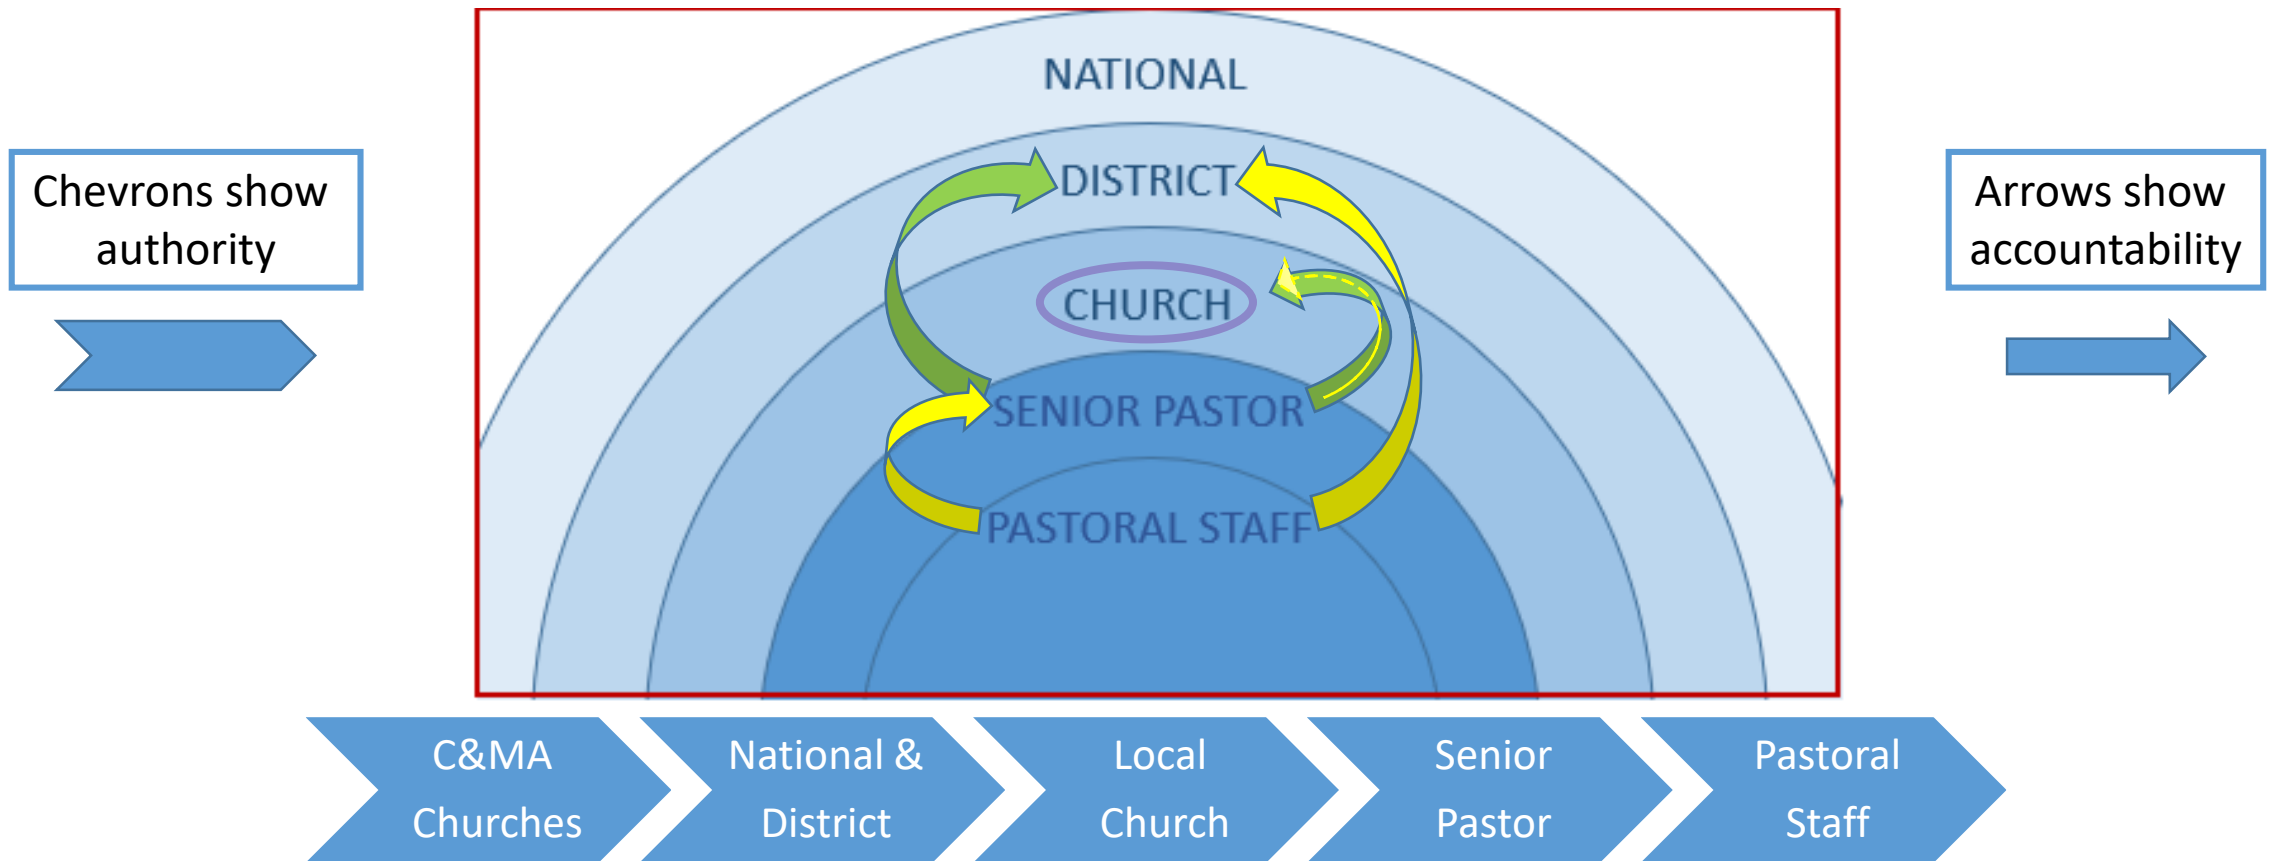 NATIONAL
Chevrons show
authority
DISTRICT
Arrows show
accountability
CHURCH
SENIOR PASTOR
PASTORAL STAFF
C&MA
Churches
National &
District
Local
Church
Senior
Pastor
Pastoral
Staff